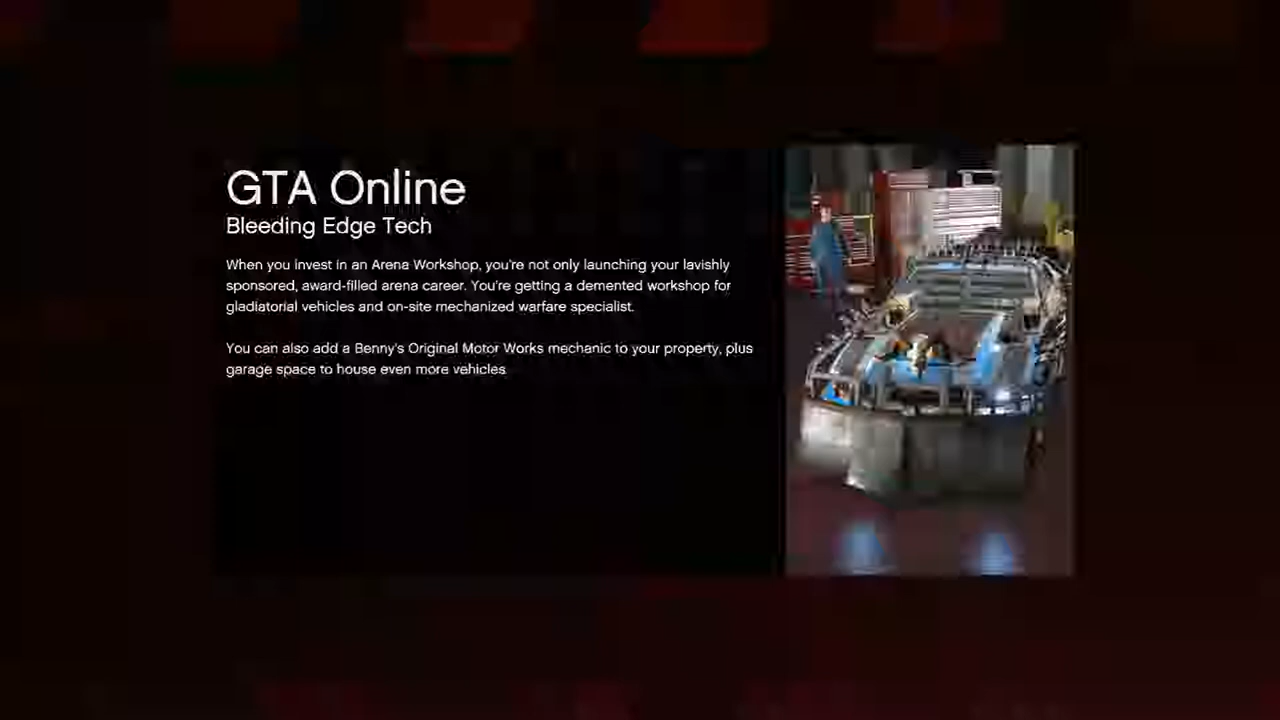 GTA Online
Bleeding Edge Tech
When you invest in an Arena Workshop, you're not only launching your lavishly
sponsored, award-filled arena career. You're getting a demented workshop for
gladiatorial vehicles and on-site mechanized warfare specialist.
You can also add a Benny's Original Motor Works mechanic to your property, plus
garage space to house even more vehicles.